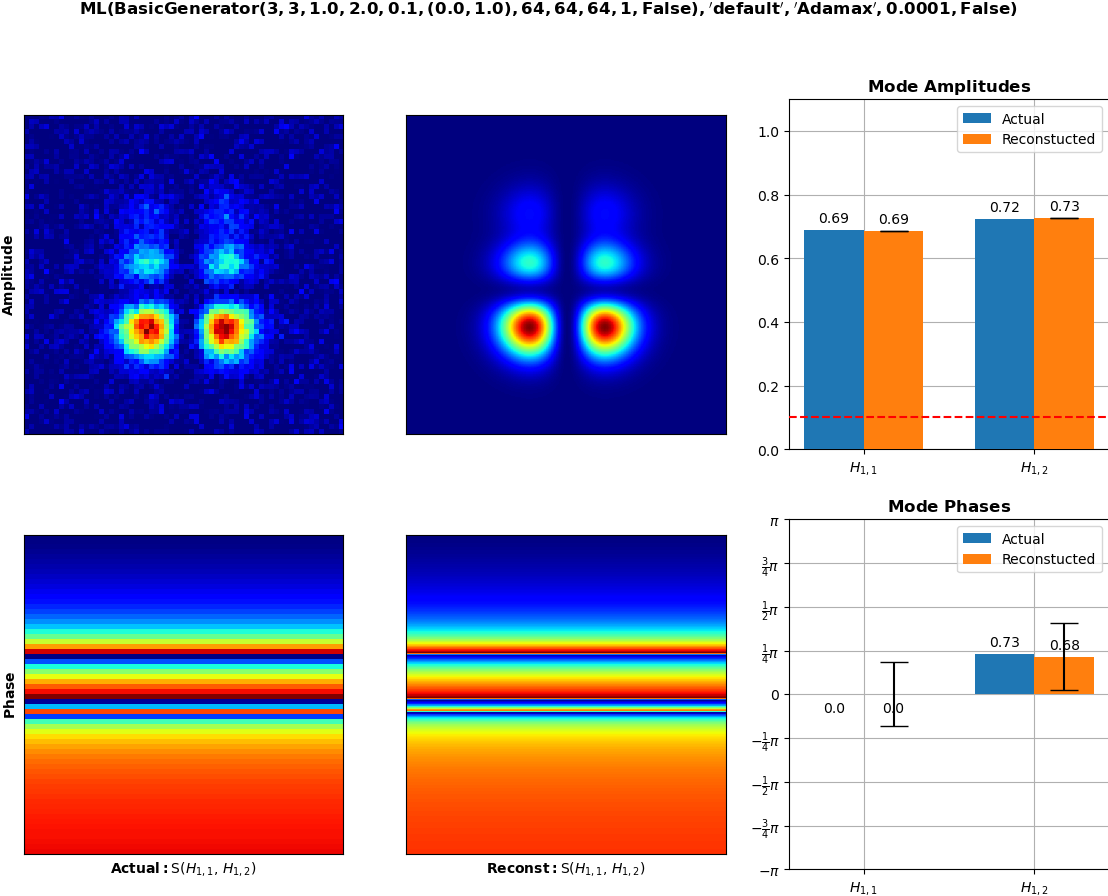 ML(BasicGenerator(3, 3, 1.0, 2.0, 0.1, (0.0, 1.0), 64, 64, 64, 1, False), ′default′, ′Adamax′, 0.0001, False)
Mode Amplitudes
Amplitude
Actual
Reconstucted
1.0
0.8
0.6
0.4
0.2
0.0
0.69
0.69
0.72
0.73
H1,1
H1,2
Mode Phases
Phase
Actual
Reconstucted
π
3/4π
1/2π
1/4π
0
−1/4π
−1/2π
−3/4π
−π
0.0
0.0
0.73
0.68
H1,1
H1,2
Actual: S(H1,1, H1,2)
Reconst: S(H1,1, H1,2)